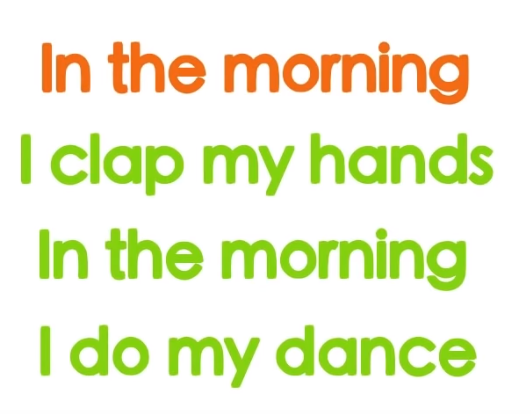 In the morning
I clap my hands
In the morning
I do my dance